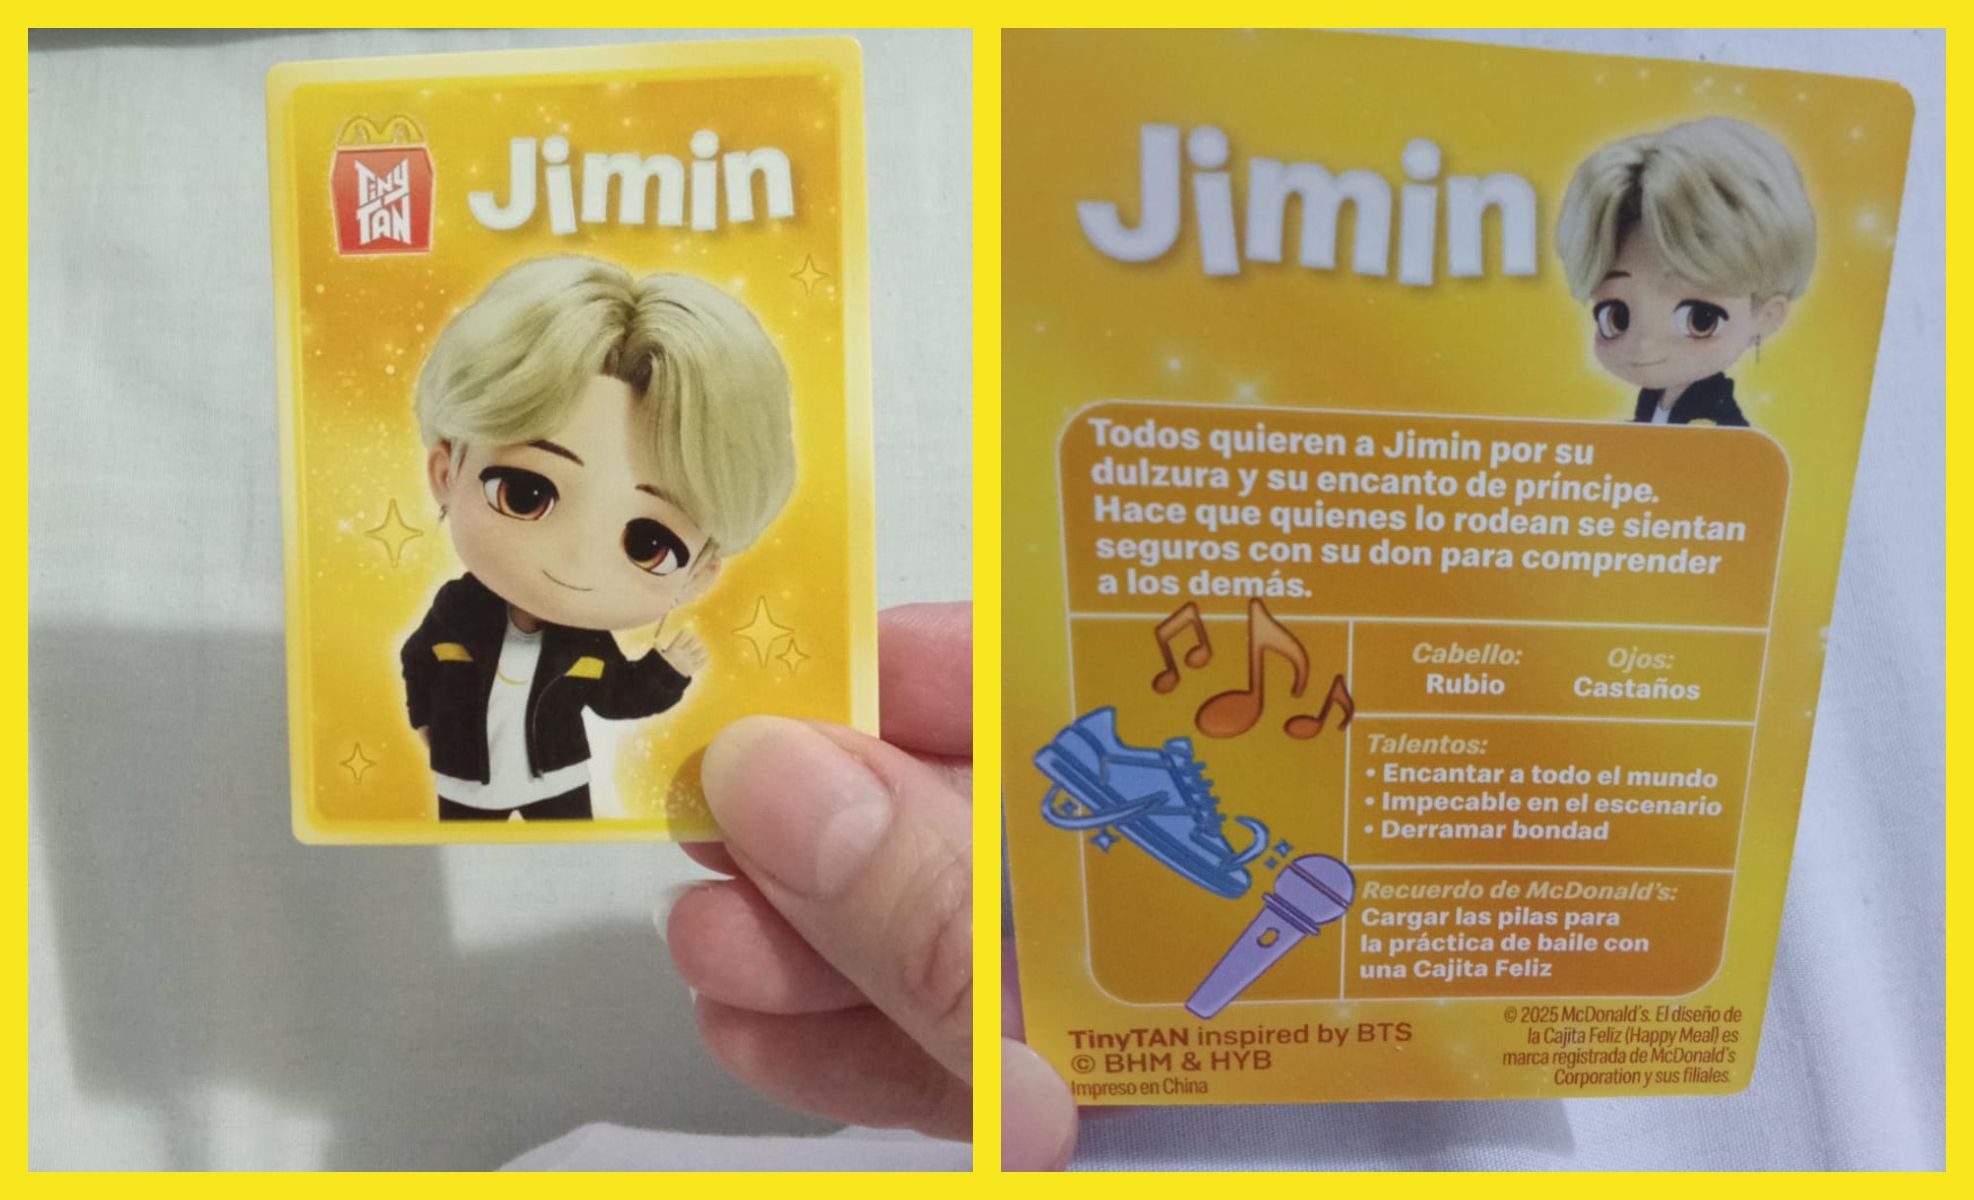 TiNY
TAN
Jimin
Jimin
Todos quieren a Jimin por su
dulzura y su encanto de príncipe.
Hace que quienes lo rodean se sientan
seguros con su don para comprender
a los demás.
Cabello:
Rubio
Ojos:
Castaños
Talentos:
• Encantar a todo el mundo
• Impecable en el escenario
• Derramar bondad
Recuerdo de McDonald's:
Cargar las pilas para
la práctica de baile con
una Cajita Feliz
TinyTAN inspired by BTS
© BHM & HYB
Impreso en China
© 2025 McDonald's. El diseño de
la Cajita Feliz (Happy Meal) es
marca registrada de McDonald's
Corporation y sus filiales.